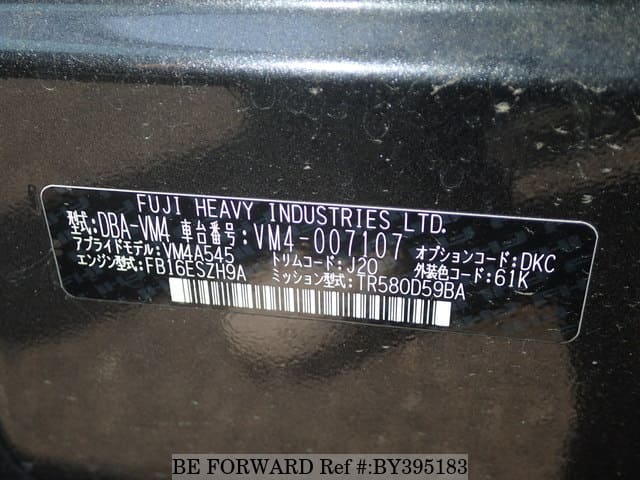 FUJI HEAVY INDUSTRIES LTD.
型式:DBA-VM4 車台番号:VM4-007107
アプライドモデル:VM4A545 トリムコード:J20 オプションコード:DKC
エンジン型式:FB16ESZH9A ミッション型式:TR580D59BA 外装色コード:61K
BE FORWARD Ref #:BY395183